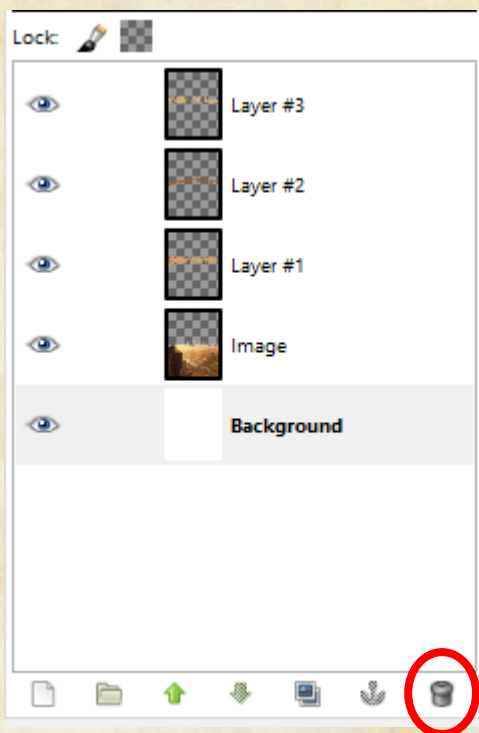 Lock:
Layer #3
Layer #2
Layer #1
Image
Background